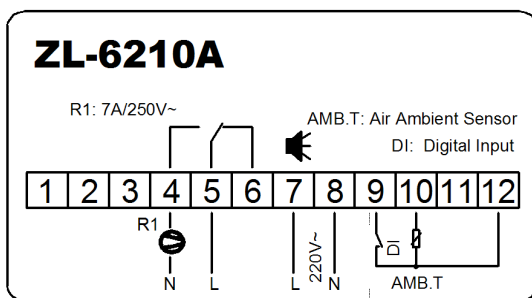 ZL-6210A
R1: 7A/250V~
AMB.T: Air Ambient Sensor
DI: Digital Input
1 2 3 4 5 6 7 8 9 10 11 12
R1
DI
220V~
N L L N
AMB.T